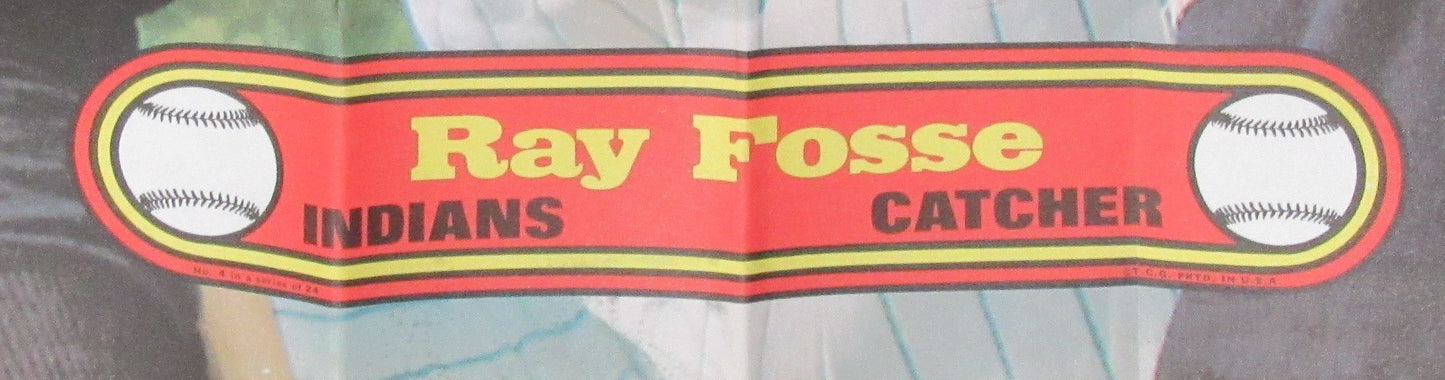 Ray Fosse
INDIANS CATCHER
No. 4 in a series of 24
T.C.G. PRTD. IN U.S.A.